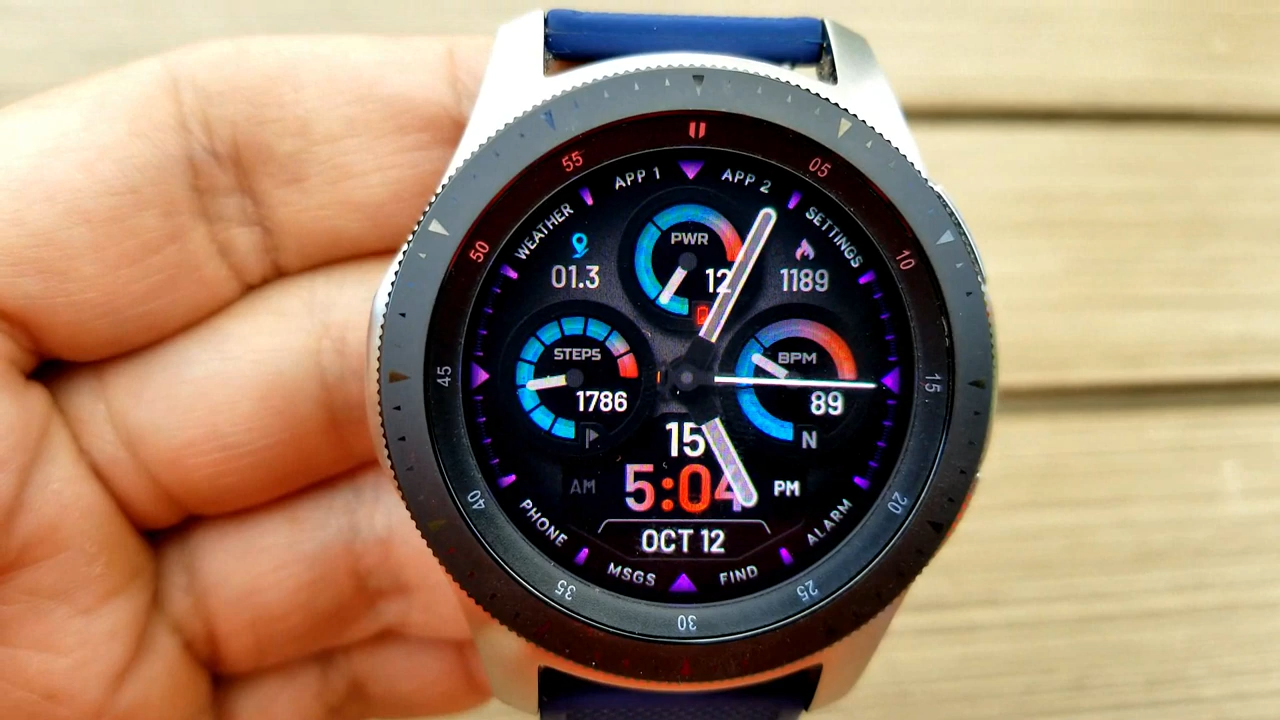 55
05
APP 1
APP 2
WEATHER
SETTINGS
50
10
PWR
01.3
12
1189
STEPS
BPM
45
15
1786
89
15
N
5:04
AM
PM
40
20
OCT 12
PHONE
ALARM
MSGS
FIND
35
25
30